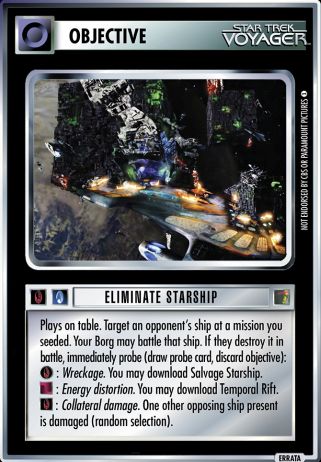 OBJECTIVE
STAR TREK
VOYAGER
NOT ENDORSED BY CBS OR PARAMOUNT PICTURES
ELIMINATE STARSHIP
Plays on table. Target an opponent's ship at a mission you
seeded. Your Borg may battle that ship. If they destroy it in
battle, immediately probe (draw probe card, discard objective):
: Wreckage. You may download Salvage Starship.
: Energy distortion. You may download Temporal Rift.
: Collateral damage. One other opposing ship present
is damaged (random selection).
ERRATA